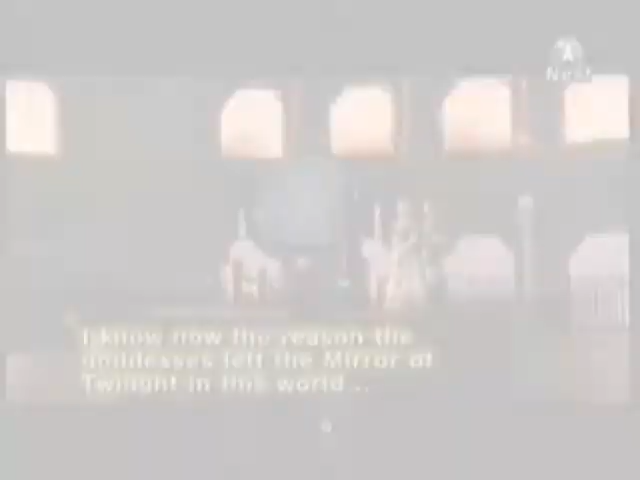 Next
I know now the reason the
goddesses left the Mirror of
Twilight in this world...